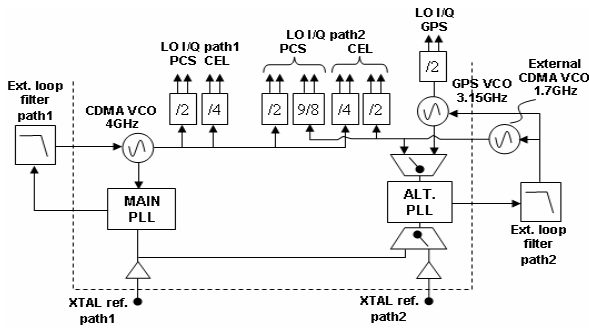 LO I/Q path1
PCS CEL
LO I/Q path2
PCS CEL
LO I/Q
GPS
/2
GPS VCO
3.15GHz
External
CDMA VCO
1.7GHz
Ext. loop
filter
path1
CDMA VCO
4GHz
/2
/4
/2
9/8
/4
/2
MAIN
PLL
ALT.
PLL
Ext. loop
filter
path2
XTAL ref.
path1
XTAL ref.
path2